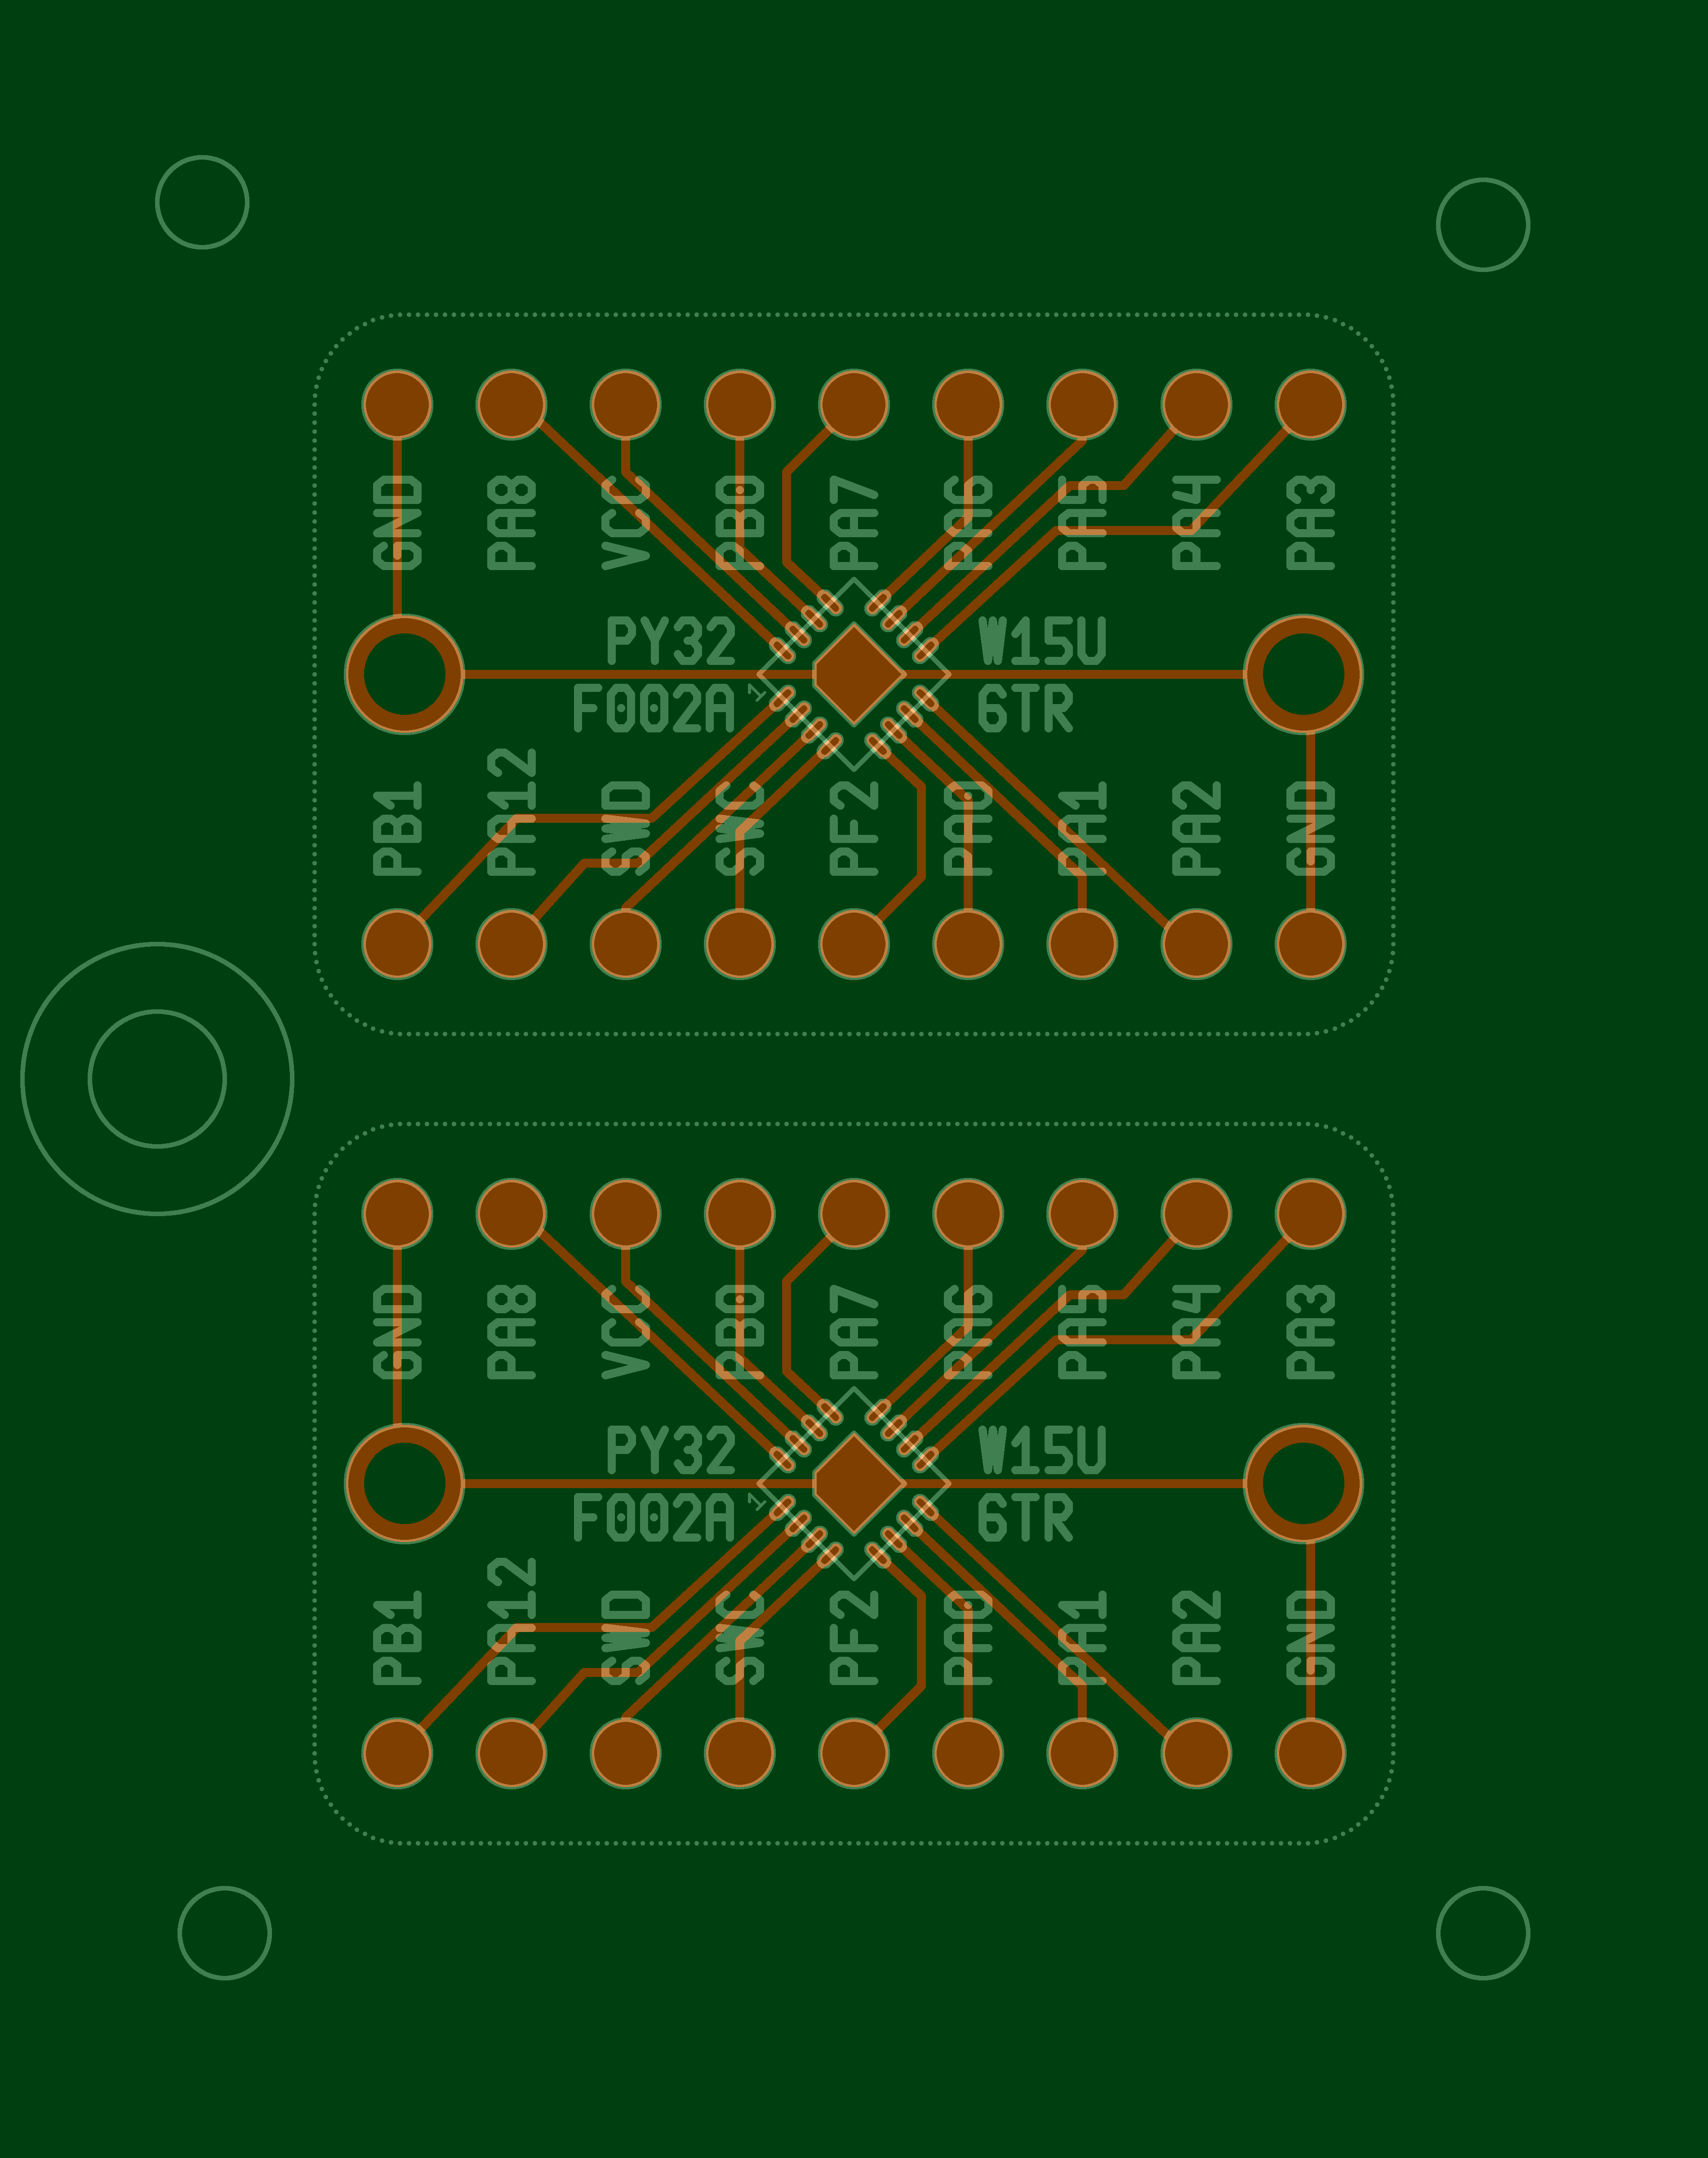 GND PA8 VCC PB0 PA7 PA6 PA5 PA4 PA3
PY32 W15U
F002A 1 6TR
PB1 PA12 SWD SWC PF2 PA0 PA1 PA2 GND
GND PA8 VCC PB0 PA7 PA6 PA5 PA4 PA3
PY32 W15U
F002A 1 6TR
PB1 PA12 SWD SWC PF2 PA0 PA1 PA2 GND